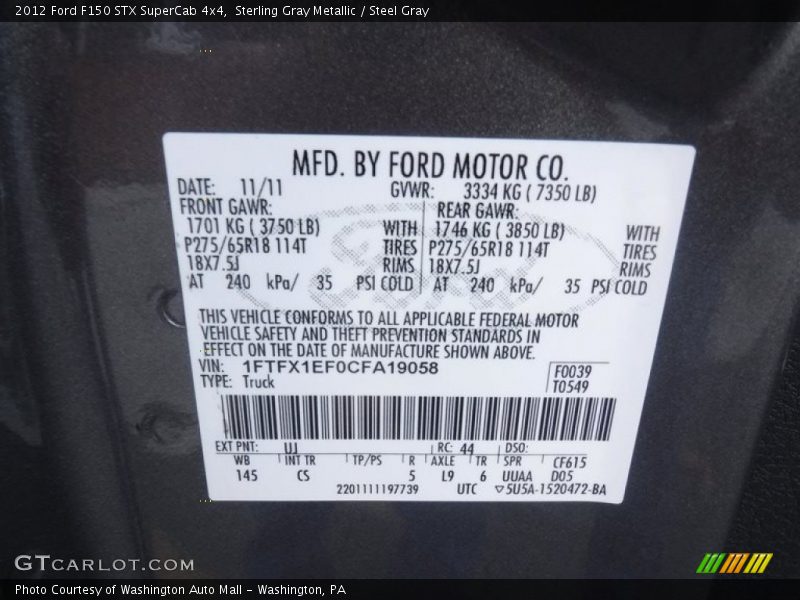 2012 Ford F150 STX SuperCab 4x4, Sterling Gray Metallic / Steel Gray
MFD. BY FORD MOTOR CO.
DATE: 11/11 GVWR: 3334 KG ( 7350 LB)
FRONT GAWR: REAR GAWR:
1701 KG ( 3750 LB) WITH 1746 KG ( 3850 LB) WITH
P275/65R18 114T TIRES P275/65R18 114T TIRES
18X7.5J RIMS 18X7.5J RIMS
AT 240 kPa/ 35 PSI COLD AT 240 kPa/ 35 PSI COLD
THIS VEHICLE CONFORMS TO ALL APPLICABLE FEDERAL MOTOR
VEHICLE SAFETY AND THEFT PREVENTION STANDARDS IN
EFFECT ON THE DATE OF MANUFACTURE SHOWN ABOVE.
VIN: 1FTFX1EF0CFA19058 F0039
TYPE: Truck T0549
EXT PNT: UJ RC: 44 DSO:
WB INT TR TP/PS R AXLE TR SPR CF615
145 CS 5 L9 6 UUAA D05
2201111197739 UTC ▽5U5A-1520472-BA
GTCARLOT.COM
Photo Courtesy of Washington Auto Mall - Washington, PA